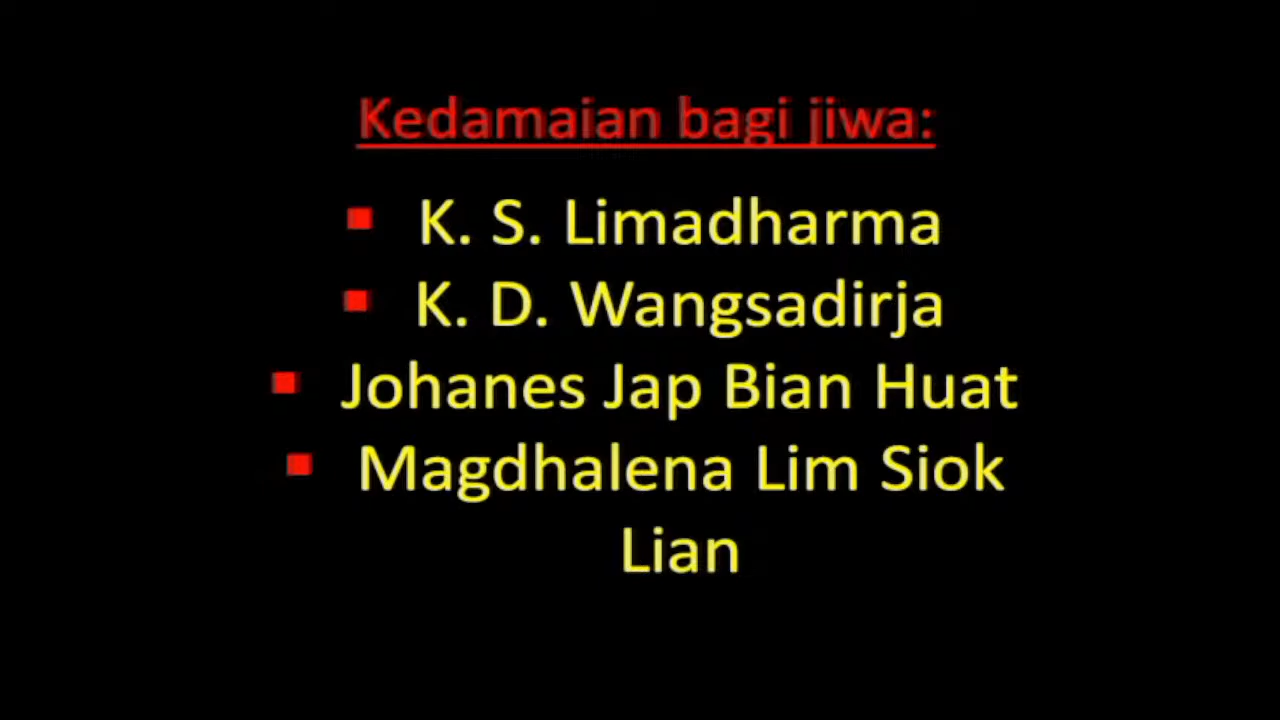 Kedamaian bagi jiwa:
▪ K. S. Limadharma
▪ K. D. Wangsadirja
▪ Johanes Jap Bian Huat
▪ Magdhalena Lim Siok
Lian